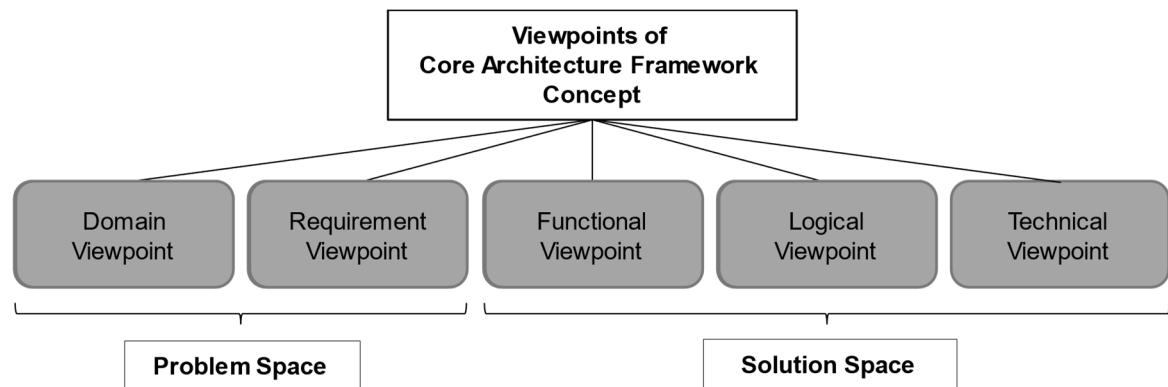 Viewpoints of
Core Architecture Framework
Concept
Domain
Viewpoint
Requirement
Viewpoint
Functional
Viewpoint
Logical
Viewpoint
Technical
Viewpoint
Problem Space
Solution Space